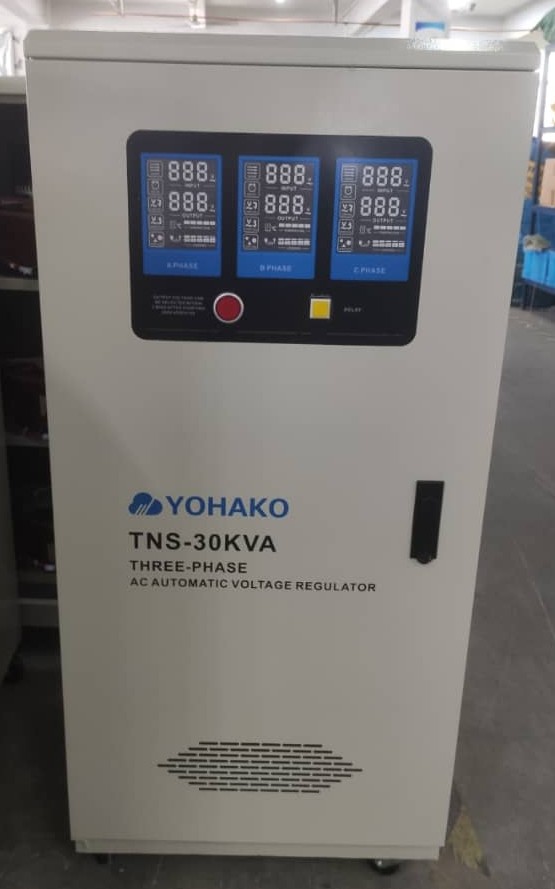 888
INPUT
888
OUTPUT
A PHASE
888
INPUT
888
OUTPUT
B PHASE
888
INPUT
888
OUTPUT
C PHASE
DELAY
YOHAKO
TNS-30KVA
THREE-PHASE
AC AUTOMATIC VOLTAGE REGULATOR